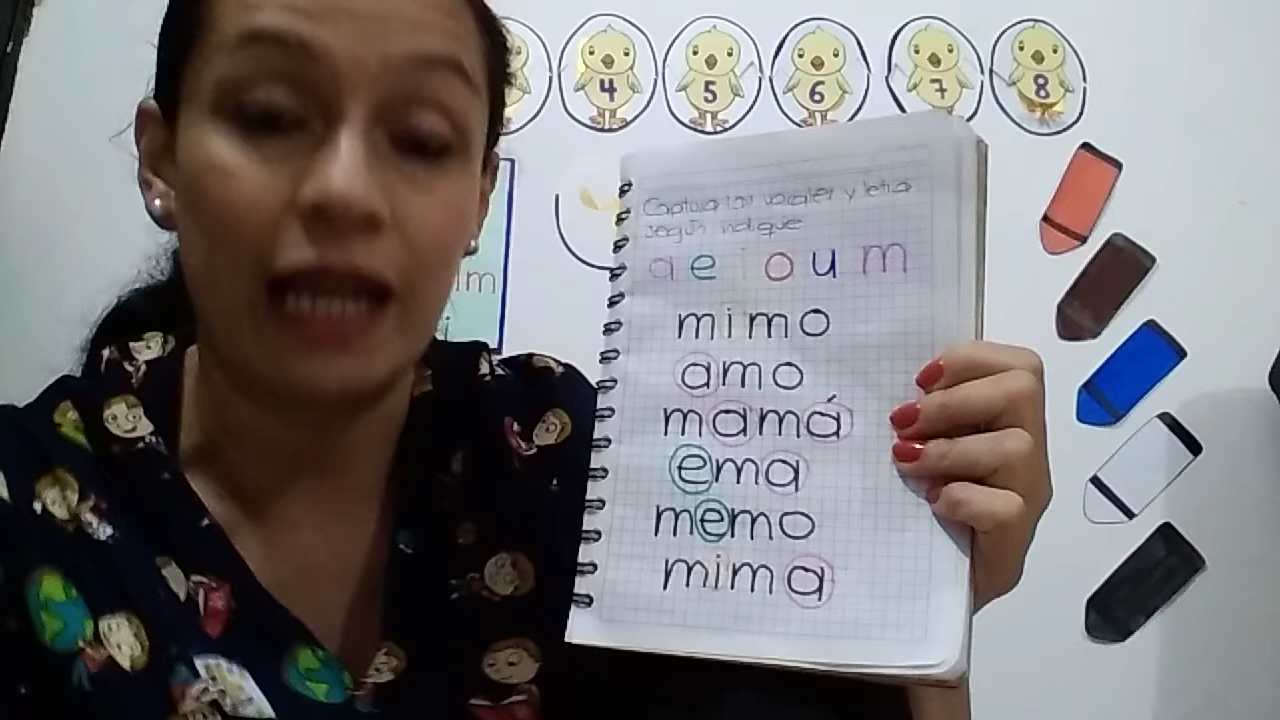 4 5 6 7 8
Captura las vocales y letra
según indique
a e i o u m
mimo
amo
mamá
ema
memo
mima